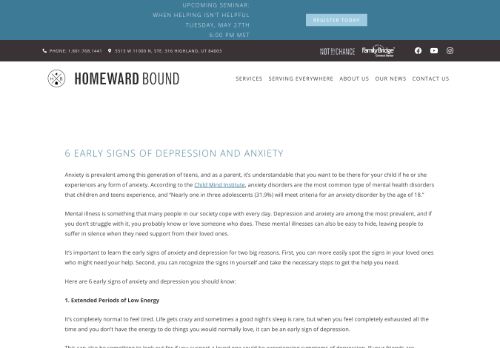 UPCOMING SEMINAR:
WHEN HELPING ISN'T HELPFUL
TUESDAY, MAY 27TH
6:00 PM MST
REGISTER TODAY
PHONE: 1.801.768.1441
5513 W 11000 N, STE. 316 HIGHLAND, UT 84003
NOT BY CHANCE
FamilyBridge
HOMEWARD BOUND
SERVICES
SERVING EVERYWHERE
ABOUT US
OUR NEWS
CONTACT US
6 EARLY SIGNS OF DEPRESSION AND ANXIETY
Anxiety is prevalent among this generation of teens, and as a parent, it's understandable that you want to be there for your child if he or she
experiences any form of anxiety. According to the Child Mind Institute, anxiety disorders are the most common type of mental health disorders
that children and teens experience, and "Nearly one in three adolescents (31.9%) will meet criteria for an anxiety disorder by the age of 18."
Mental illness is something that many people in our society cope with every day. Depression and anxiety are among the most prevalent, and if
you don't struggle with it, you probably know or love someone who does. These mental illnesses can also be easy to hide, leaving people to
suffer in silence when they need support from their loved ones.
It's important to learn the early signs of anxiety and depression for two big reasons. First, you can more easily spot the signs in your loved ones
who might need your help. Second, you can recognize the signs in yourself and take the necessary steps to get the help you need.
Here are 6 early signs of anxiety and depression you should know:
1. Extended Periods of Low Energy
It's completely normal to feel tired. Life gets crazy and sometimes a good night's sleep is rare, but when you feel completely exhausted all the
time and you don't have the energy to do things you would normally love, it can be an early sign of depression.